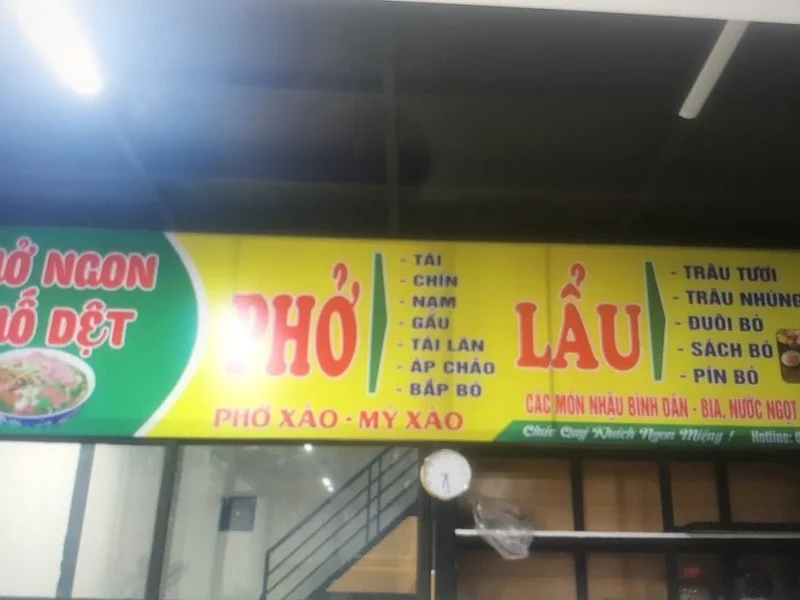 NGON
DỆT
PHỞ
- TÁI
- CHÍN
- NẠM
- GẦU
- TÁI LĂN
- ÁP CHẢO
- BẮP BÒ
PHỞ XÀO - MỲ XÀO
LẨU
- TRÂU TƯƠI
- TRÂU NHÚNG
- ĐUÔI BÒ
- SÁCH BÒ
- PÍN BÒ
CÁC MÓN NHẬU BÌNH DÂN - BIA, NƯỚC NGỌT
Chúc Quý Khách Ngon Miệng ! Hotline: